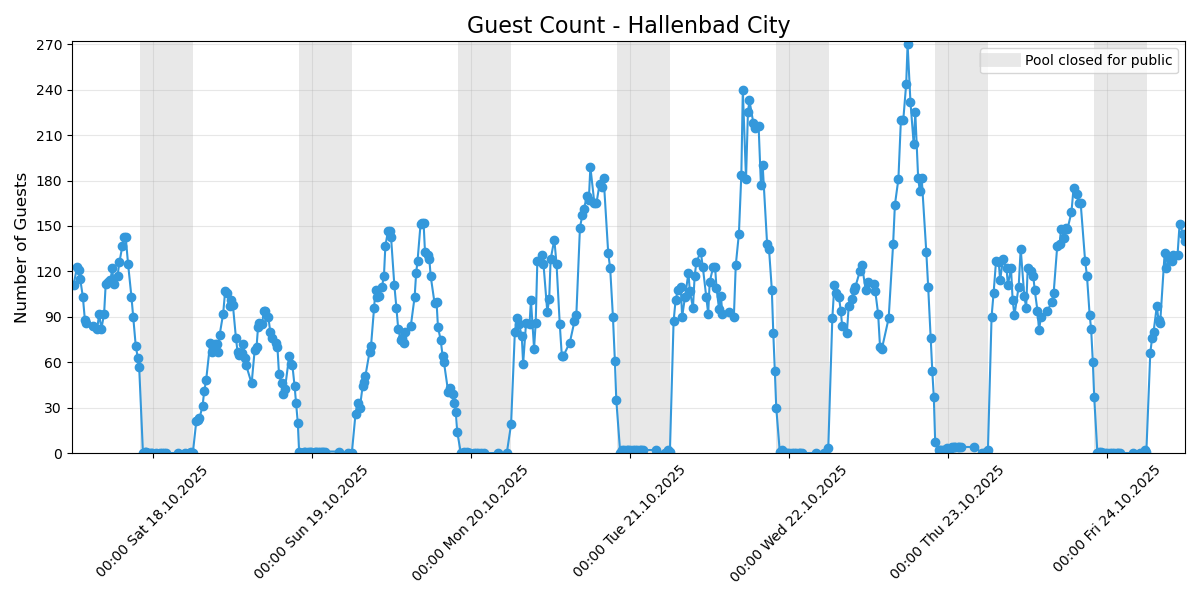 Guest Count - Hallenbad City
Pool closed for public
Number of Guests
270
240
210
180
150
120
90
60
30
0
00:00 Sat 18.10.2025
00:00 Sun 19.10.2025
00:00 Mon 20.10.2025
00:00 Tue 21.10.2025
00:00 Wed 22.10.2025
00:00 Thu 23.10.2025
00:00 Fri 24.10.2025